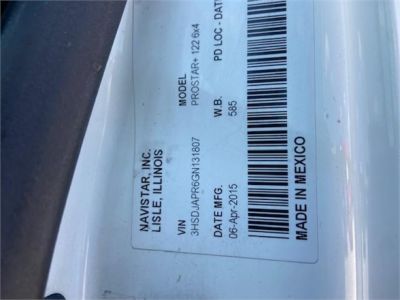 NAVISTAR, INC.
LISLE, ILLINOIS
VIN
3HSDJAPR6GN131807
DATE MFG.
06-Apr-2015
MADE IN MEXICO
MODEL
PROSTAR+ 122 6x4
W.B.
585
PD LOC - DATE